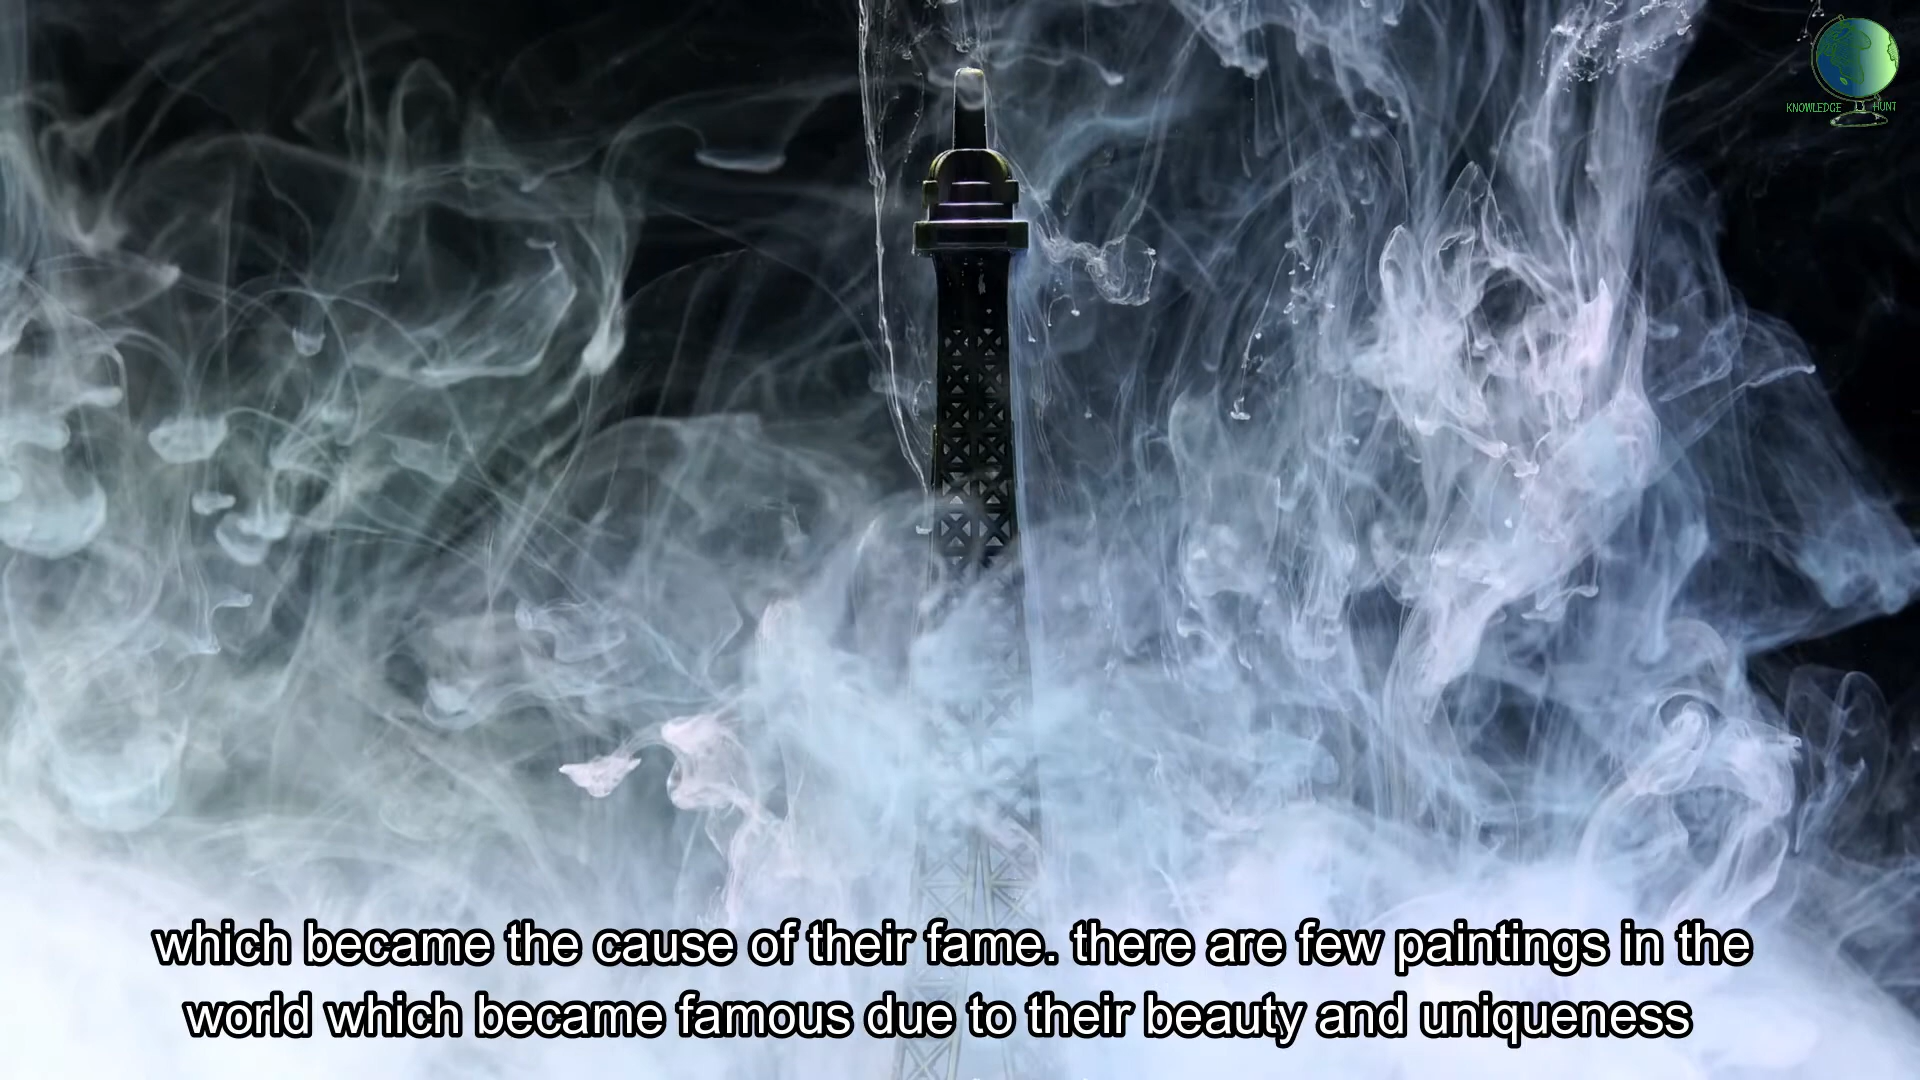 KNOWLEDGE HUNT
which became the cause of their fame. there are few paintings in the
world which became famous due to their beauty and uniqueness